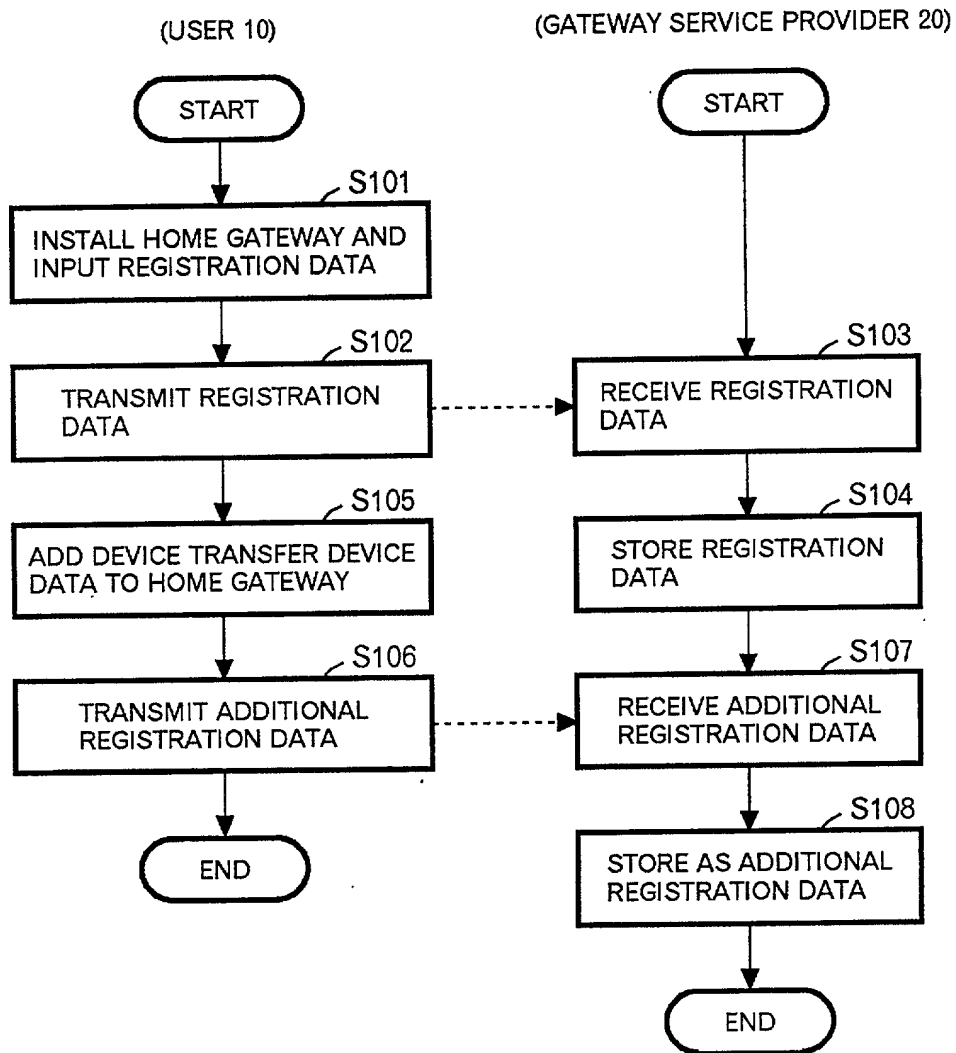 (USER 10)
(GATEWAY SERVICE PROVIDER 20)
START
START
S101
INSTALL HOME GATEWAY AND
INPUT REGISTRATION DATA
S102
TRANSMIT REGISTRATION
DATA
S103
RECEIVE REGISTRATION
DATA
S105
ADD DEVICE TRANSFER DEVICE
DATA TO HOME GATEWAY
S104
STORE REGISTRATION
DATA
S106
TRANSMIT ADDITIONAL
REGISTRATION DATA
S107
RECEIVE ADDITIONAL
REGISTRATION DATA
S108
STORE AS ADDITIONAL
REGISTRATION DATA
END
END